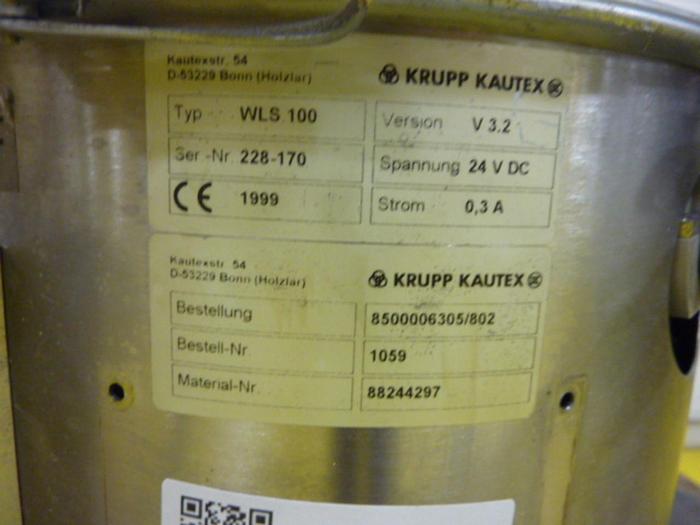 Kautexstr. 54
D-53229 Bonn (Holzlar)
KRUPP KAUTEX
Typ WLS 100
Version V 3.2
Ser-Nr. 228-170
Spannung 24 V DC
CE 1999
Strom 0,3 A
Kautexstr. 54
D-53229 Bonn (Holzlar)
KRUPP KAUTEX
Bestellung 8500006305/802
Bestell-Nr. 1059
Material-Nr. 88244297